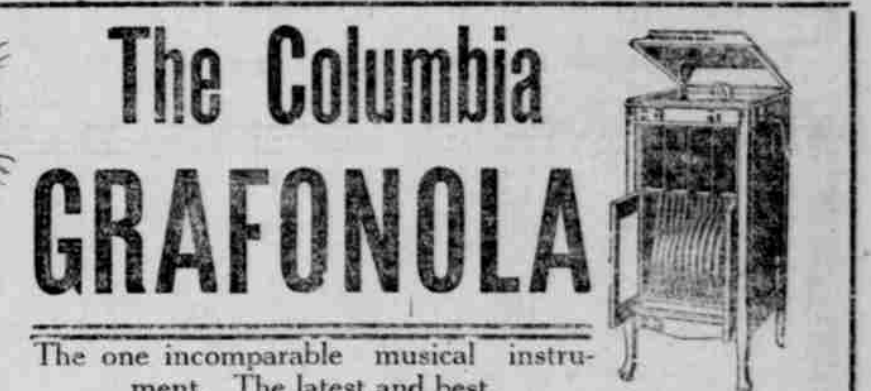 The Columbia
GRAFONOLA
The one incomparable musical instru-
ment. The latest and best